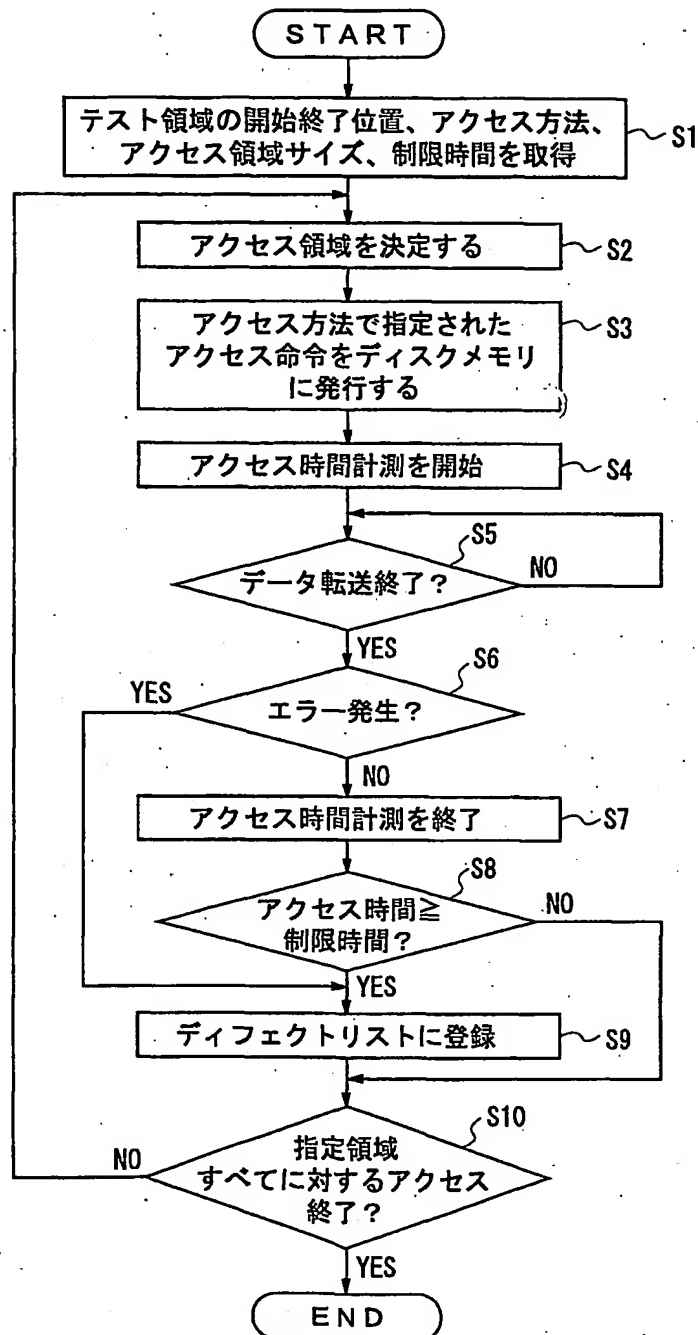 START
テスト領域の開始終了位置、アクセス方法、
アクセス領域サイズ、制限時間を取得
S1
アクセス領域を決定する
S2
アクセス方法で指定された
アクセス命令をディスクメモリ
に発行する
S3
アクセス時間計測を開始
S4
S5
データ転送終了?
NO
YES
S6
エラー発生?
YES
NO
アクセス時間計測を終了
S7
S8
アクセス時間≧
制限時間?
NO
YES
ディフェクトリストに登録
S9
S10
指定領域
すべてに対するアクセス
終了?
NO
YES
END